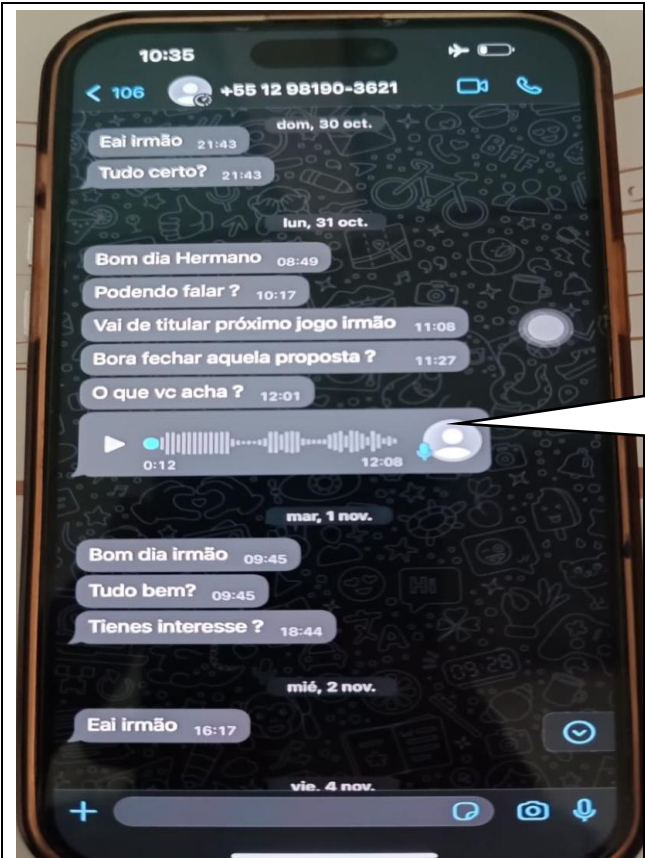 10:35
106 +55 12 98190-3621
dom, 30 oct.
Eai irmão 21:43
Tudo certo? 21:43
lun, 31 oct.
Bom dia Hermano 08:49
Podendo falar ? 10:17
Vai de titular próximo jogo irmão 11:08
Bora fechar aquela proposta ? 11:27
O que vc acha ? 12:01
0:12 12:08
mar, 1 nov.
Bom dia irmão 09:45
Tudo bem? 09:45
Tienes interesse ? 18:44
mié, 2 nov.
Eai irmão 16:17
vie. 4 nov.